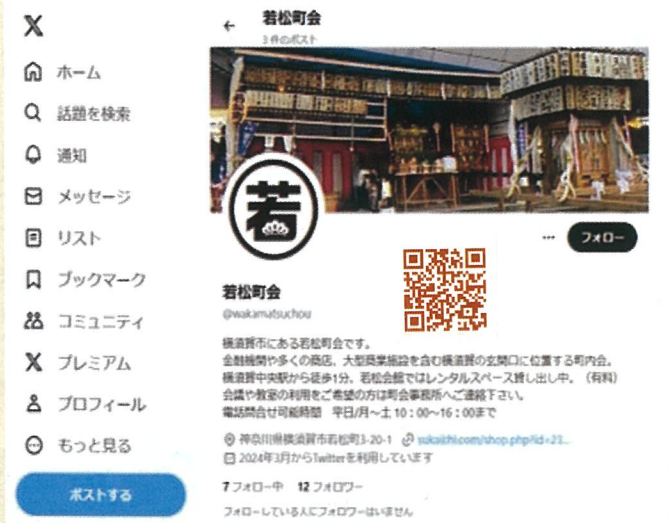 X
ホーム
話題を検索
通知
メッセージ
リスト
ブックマーク
コミュニティ
X プレミアム
プロフィール
もっと見る
ポストする
← 若松町会
3 件のポスト
若
… フォロー
若松町会
@wakamatsuchou
横須賀市にある若松町会です。
金融機関や多くの商店、大型商業施設を含む横須賀の玄関口に位置する町内会。
横須賀中央駅から徒歩1分。若松会館ではレンタルスペース貸し出し中。(有料)
会議や教室の利用をご希望の方は町会事務所へご連絡下さい。
電話問合せ可能時間 平日/月~土 10:00~16:00まで
神奈川県横須賀市若松町3-20-1 sukaichi.com/shop.php?id=23...
2024年3月からTwitterを利用しています
7 フォロー中 12 フォロワー
フォローしている人にフォロワーはいません